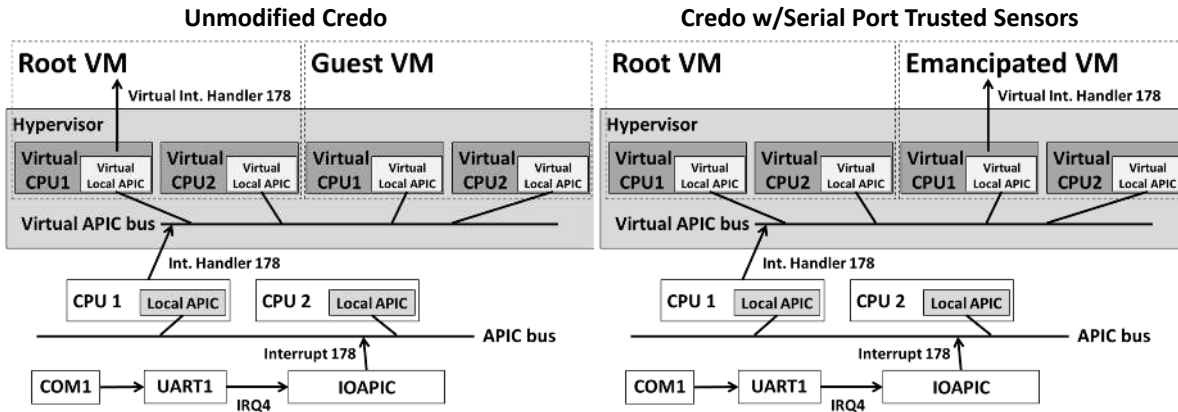 Unmodified Credo
Root VM
Guest VM
Virtual Int. Handler 178
Hypervisor
Virtual
CPU1
Virtual
Local APIC
Virtual
CPU2
Virtual
Local APIC
Virtual
CPU1
Virtual
Local APIC
Virtual
CPU2
Virtual
Local APIC
Virtual APIC bus
Int. Handler 178
CPU 1
Local APIC
CPU 2
Local APIC
APIC bus
Interrupt 178
COM1
UART1
IRQ4
IOAPIC
Credo w/Serial Port Trusted Sensors
Root VM
Emancipated VM
Virtual Int. Handler 178
Hypervisor
Virtual
CPU1
Virtual
Local APIC
Virtual
CPU2
Virtual
Local APIC
Virtual
CPU1
Virtual
Local APIC
Virtual
CPU2
Virtual
Local APIC
Virtual APIC bus
Int. Handler 178
CPU 1
Local APIC
CPU 2
Local APIC
APIC bus
Interrupt 178
COM1
UART1
IRQ4
IOAPIC